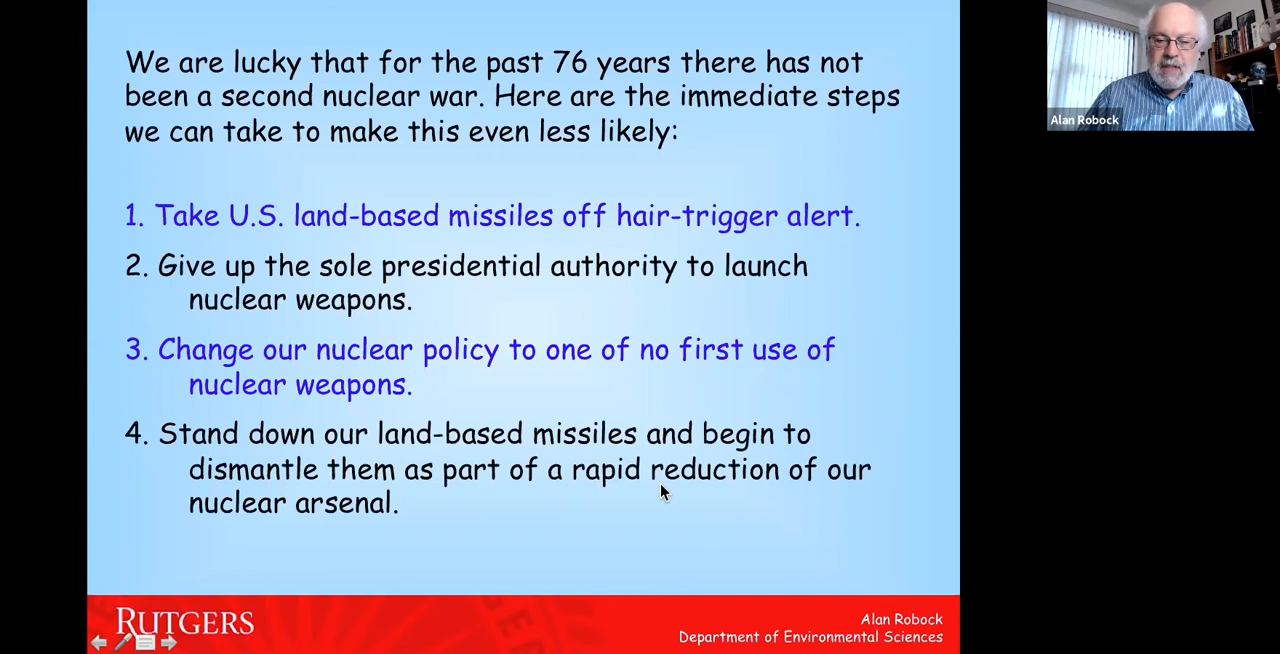 We are lucky that for the past 76 years there has not
been a second nuclear war. Here are the immediate steps
we can take to make this even less likely:
1. Take U.S. land-based missiles off hair-trigger alert.
2. Give up the sole presidential authority to launch
nuclear weapons.
3. Change our nuclear policy to one of no first use of
nuclear weapons.
4. Stand down our land-based missiles and begin to
dismantle them as part of a rapid reduction of our
nuclear arsenal.
RUTGERS
Alan Robock
Department of Environmental Sciences
Alan Robock